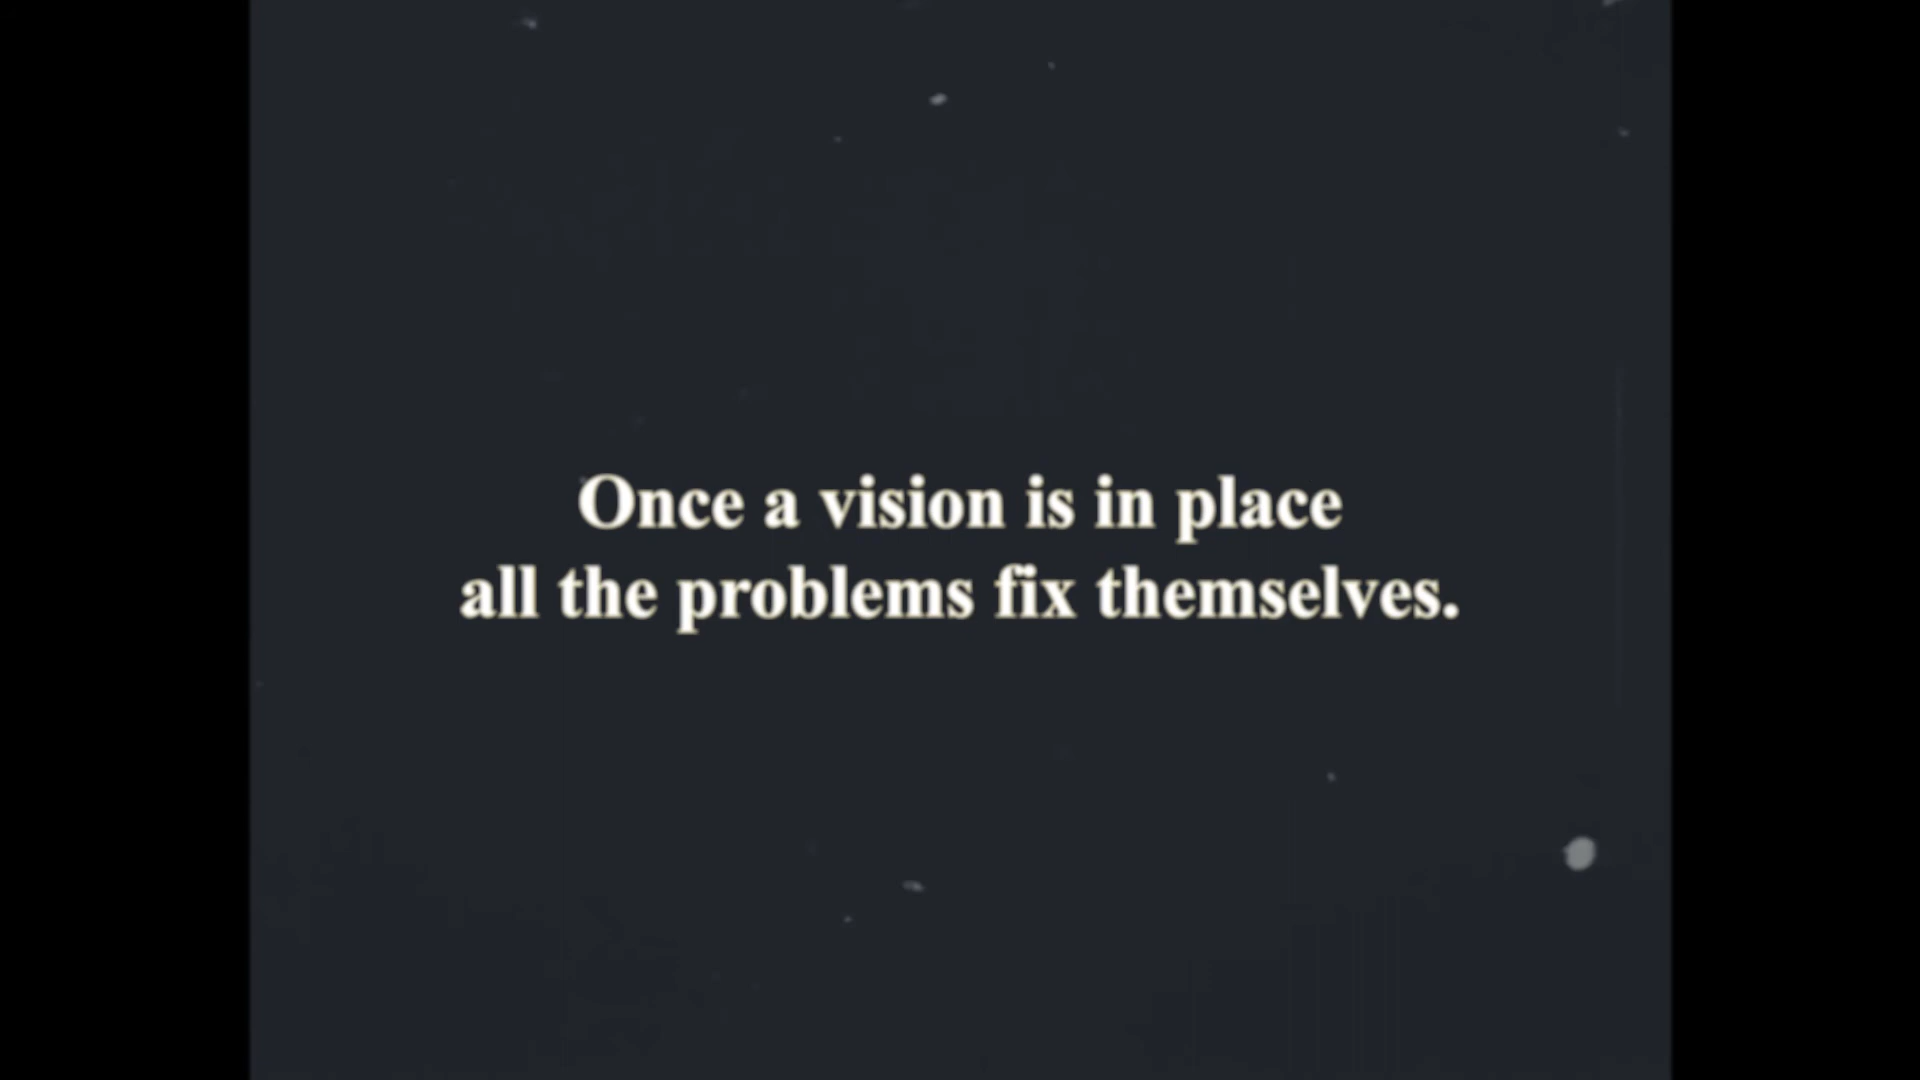 Once a vision is in place
all the problems fix themselves.